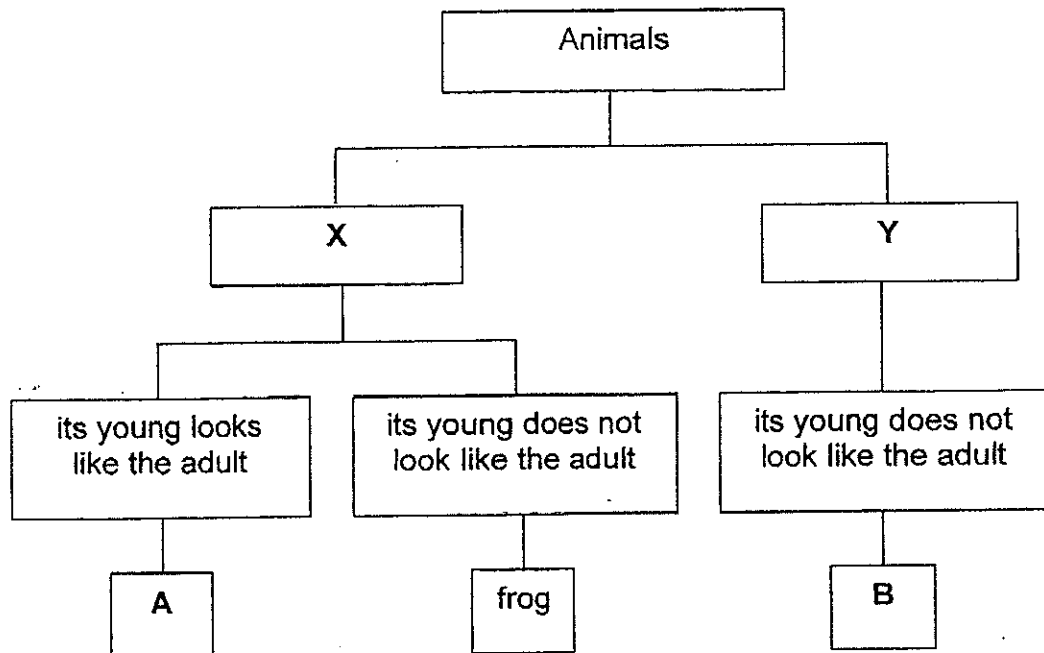 Animals
X
Y
its young looks
like the adult
its young does not
look like the adult
its young does not
look like the adult
A
frog
B